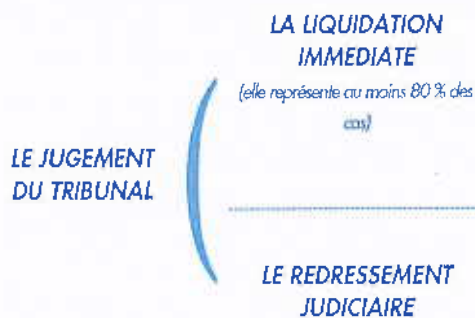 LA LIQUIDATION
IMMEDIATE
(elle représente au moins 80 % des
cas)
LE JUGEMENT
DU TRIBUNAL
LE REDRESSEMENT
JUDICIAIRE